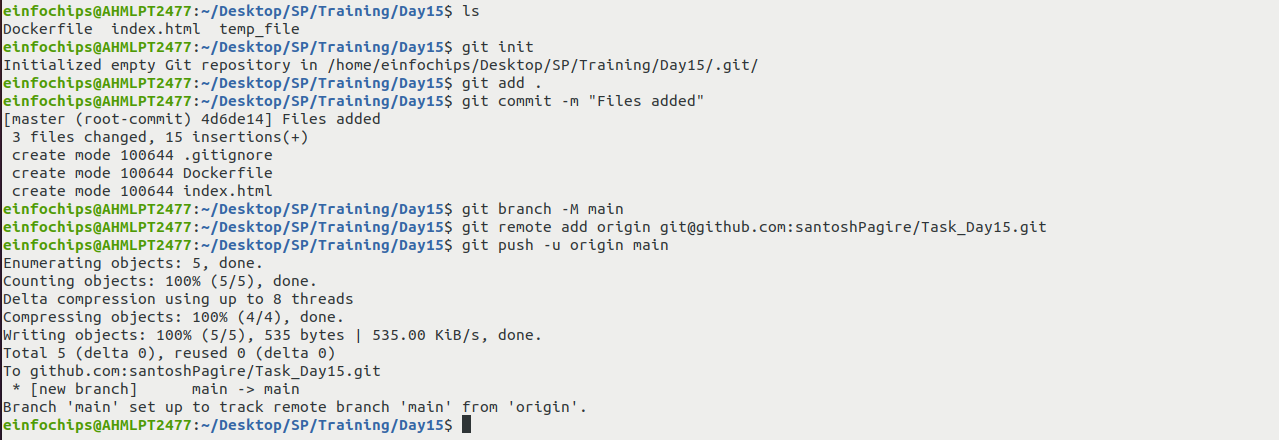 einfochips@AHMLPT2477:~/Desktop/SP/Training/Day15$ ls
Dockerfile  index.html  temp_file
einfochips@AHMLPT2477:~/Desktop/SP/Training/Day15$ git init
Initialized empty Git repository in /home/einfochips/Desktop/SP/Training/Day15/.git/
einfochips@AHMLPT2477:~/Desktop/SP/Training/Day15$ git add .
einfochips@AHMLPT2477:~/Desktop/SP/Training/Day15$ git commit -m "Files added"
[master (root-commit) 4d6de14] Files added
 3 files changed, 15 insertions(+)
 create mode 100644 .gitignore
 create mode 100644 Dockerfile
 create mode 100644 index.html
einfochips@AHMLPT2477:~/Desktop/SP/Training/Day15$ git branch -M main
einfochips@AHMLPT2477:~/Desktop/SP/Training/Day15$ git remote add origin git@github.com:santoshPagire/Task_Day15.git
einfochips@AHMLPT2477:~/Desktop/SP/Training/Day15$ git push -u origin main
Enumerating objects: 5, done.
Counting objects: 100% (5/5), done.
Delta compression using up to 8 threads
Compressing objects: 100% (4/4), done.
Writing objects: 100% (5/5), 535 bytes | 535.00 KiB/s, done.
Total 5 (delta 0), reused 0 (delta 0)
To github.com:santoshPagire/Task_Day15.git
 * [new branch]      main -> main
Branch 'main' set up to track remote branch 'main' from 'origin'.
einfochips@AHMLPT2477:~/Desktop/SP/Training/Day15$